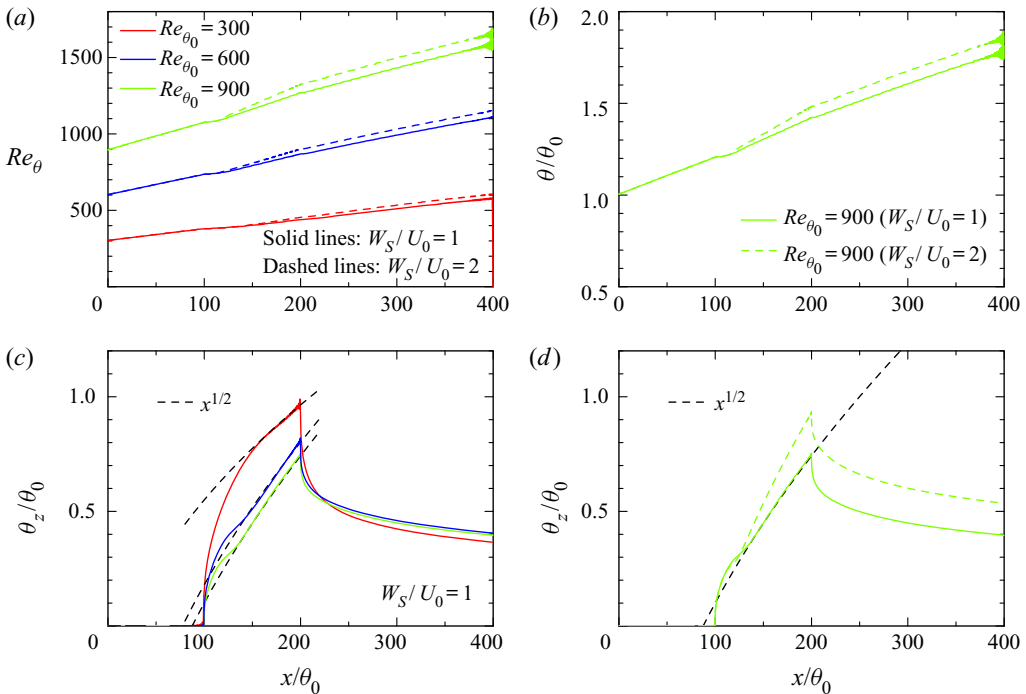 (a)
Re_θ0 = 300
Re_θ0 = 600
Re_θ0 = 900
1500
1000
500
Re_θ
Solid lines: W_S / U_0 = 1
Dashed lines: W_S / U_0 = 2
0 100 200 300 400
(b)
2.0
1.5
1.0
0.5
θ/θ_0
Re_θ0 = 900 (W_S / U_0 = 1)
Re_θ0 = 900 (W_S / U_0 = 2)
0 100 200 300 400
(c)
x^1/2
1.0
0.5
θ_z/θ_0
W_S / U_0 = 1
0 100 200 300 400
x/θ_0
(d)
x^1/2
1.0
0.5
θ_z/θ_0
0 100 200 300 400
x/θ_0